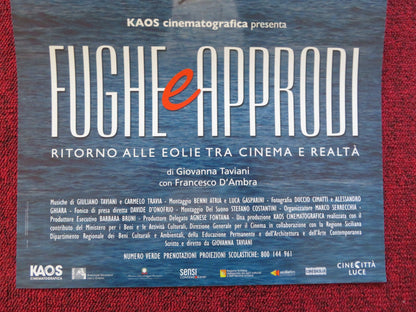 KAOS cinematografica presenta
FUGHE e APPRODI
RITORNO ALLE EOLIE TRA CINEMA E REALTÀ
di Giovanna Taviani
con Francesco D'Ambra
Musiche di GIULIANO TAVIANI e CARMELO TRAVIA - Montaggio BENNI ATRIA e LUCA GASPARINI - Fotografia DUCCIO CIMATTI e ALESSANDRO
GHIARA - Fonica di presa diretta DAVIDE D'ONOFRIO - Montaggio Del Suono STEFANO COSTANTINI - Organizzatore MARCO SERRECCHIA -
Produttore Esecutivo BARBARA BRUNI - Produttore Delegato AGNESE FONTANA - Una produzione KAOS CINEMATOGRAFICA realizzata con il
contributo del Ministero per i Beni e le Attività Culturali, Direzione Generale per il Cinema in collaborazione con la Regione Siciliana
Dipartimento Regionale dei Beni Culturali e Ambientali, della Educazione Permanente e dell'Architettura e dell'Arte Contemporanea
Scritto e diretto da GIOVANNA TAVIANI
NUMERO VERDE PRENOTAZIONI PROIEZIONI SCOLASTICHE: 800 144 961
KAOS
CINEMATOGRAFICA
sensi
CINECITTÀ
LUCE